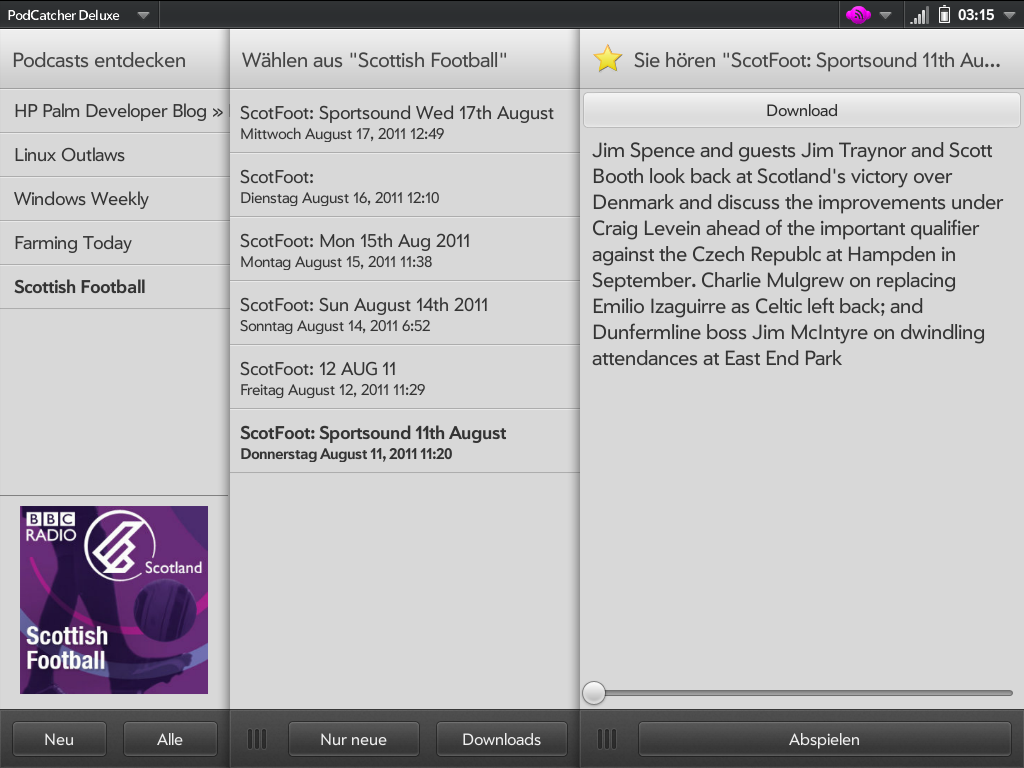 PodCatcher Deluxe
03:15
Podcasts entdecken
HP Palm Developer Blog »
Linux Outlaws
Windows Weekly
Farming Today
Scottish Football
BBC
RADIO
Scotland
Scottish
Football
Neu
Alle
Wählen aus "Scottish Football"
ScotFoot: Sportsound Wed 17th August
Mittwoch August 17, 2011 12:49
ScotFoot:
Dienstag August 16, 2011 12:10
ScotFoot: Mon 15th Aug 2011
Montag August 15, 2011 11:38
ScotFoot: Sun August 14th 2011
Sonntag August 14, 2011 6:52
ScotFoot: 12 AUG 11
Freitag August 12, 2011 11:29
ScotFoot: Sportsound 11th August
Donnerstag August 11, 2011 11:20
Nur neue
Downloads
Sie hören "ScotFoot: Sportsound 11th Au...
Download
Jim Spence and guests Jim Traynor and Scott
Booth look back at Scotland's victory over
Denmark and discuss the improvements under
Craig Levein ahead of the important qualifier
against the Czech Republc at Hampden in
September. Charlie Mulgrew on replacing
Emilio Izaguirre as Celtic left back; and
Dunfermline boss Jim McIntyre on dwindling
attendances at East End Park
Abspielen